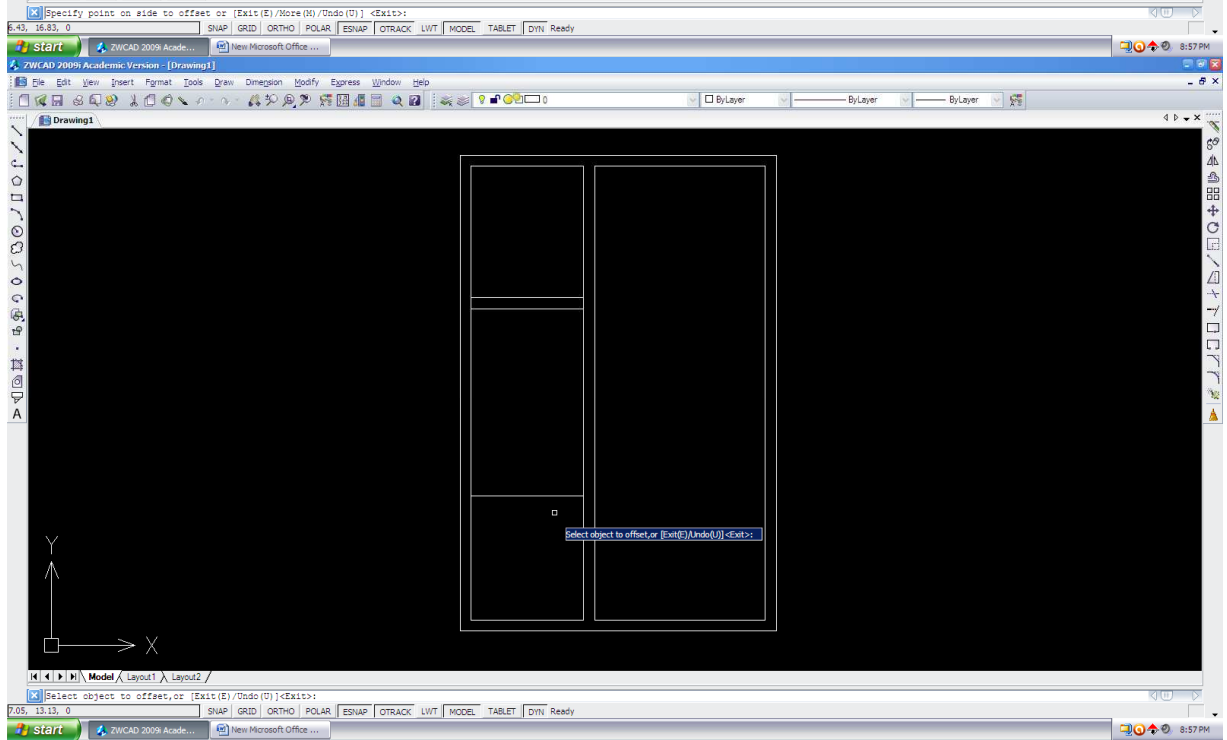 Specify point on side to offset or [Exit(E)/More(M)/Undo(U)] <Exit>:
6.43, 16.83, 0 SNAP GRID ORTHO POLAR ESNAP OTRACK LWT MODEL TABLET DYN Ready
start ZWCAD 2009i Acade... New Microsoft Office ... 8:57 PM
ZWCAD 2009i Academic Version - [Drawing1]
File Edit View Insert Format Tools Draw Dimension Modify Express Window Help
0 ByLayer ByLayer ByLayer
Drawing1
A
Select object to offset,or [Exit(E)/Undo(U)]<Exit>:
Y
X
Model Layout1 Layout2
Select object to offset,or [Exit(E)/Undo(U)]<Exit>:
7.05, 13.13, 0 SNAP GRID ORTHO POLAR ESNAP OTRACK LWT MODEL TABLET DYN Ready
start ZWCAD 2009i Acade... New Microsoft Office ... 8:57 PM